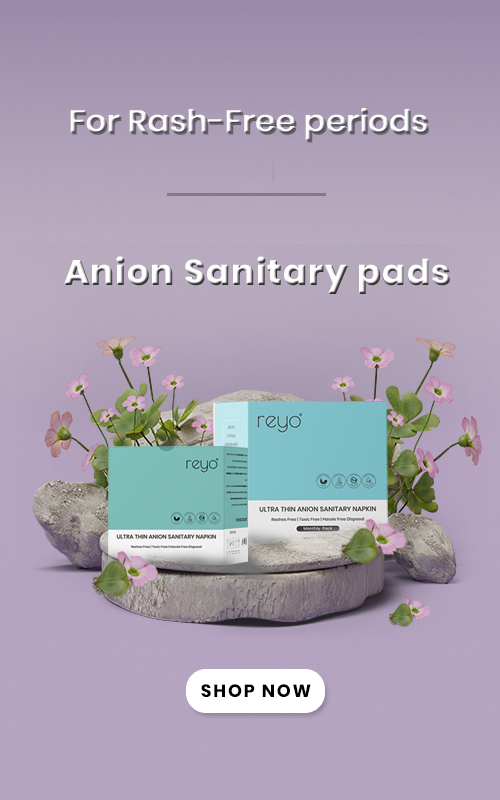 For Rash-Free periods
Anion Sanitary pads
reyo
reyo
ULTRA THIN ANION SANITARY NAPKIN
Rashes Free | Toxic Free | Hassle Free Disposal
Monthly Pack
ULTRA THIN ANION SANITARY NAPKIN
Rashes Free | Toxic Free | Hassle Free Disposal
SHOP NOW